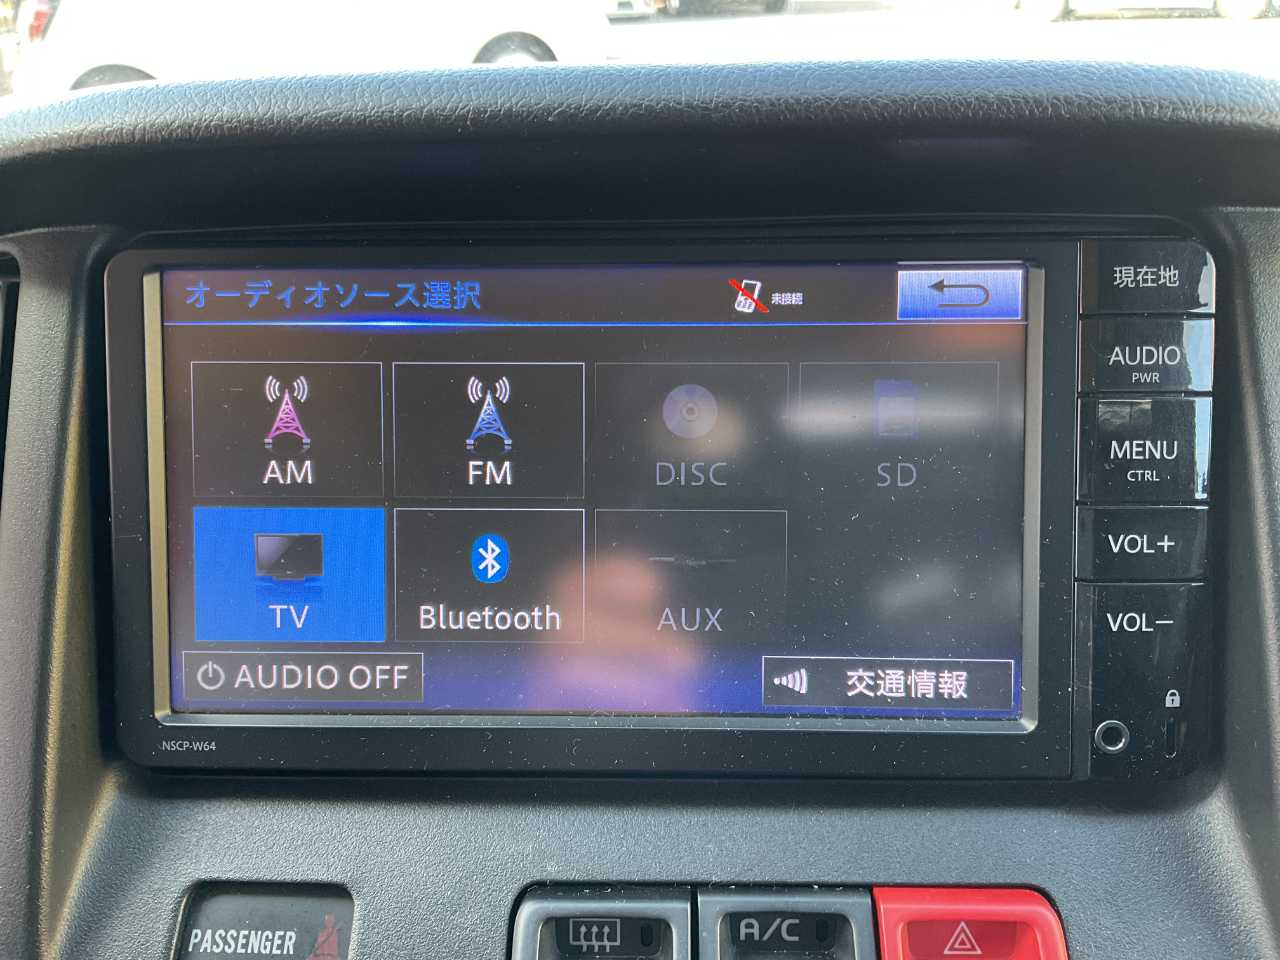 オーディオソース選択
未接続
現在地
AUDIO
PWR
AM
FM
DISC
SD
MENU
CTRL
VOL+
TV
Bluetooth
AUX
VOL−
AUDIO OFF
交通情報
NSCP-W64
PASSENGER
A/C